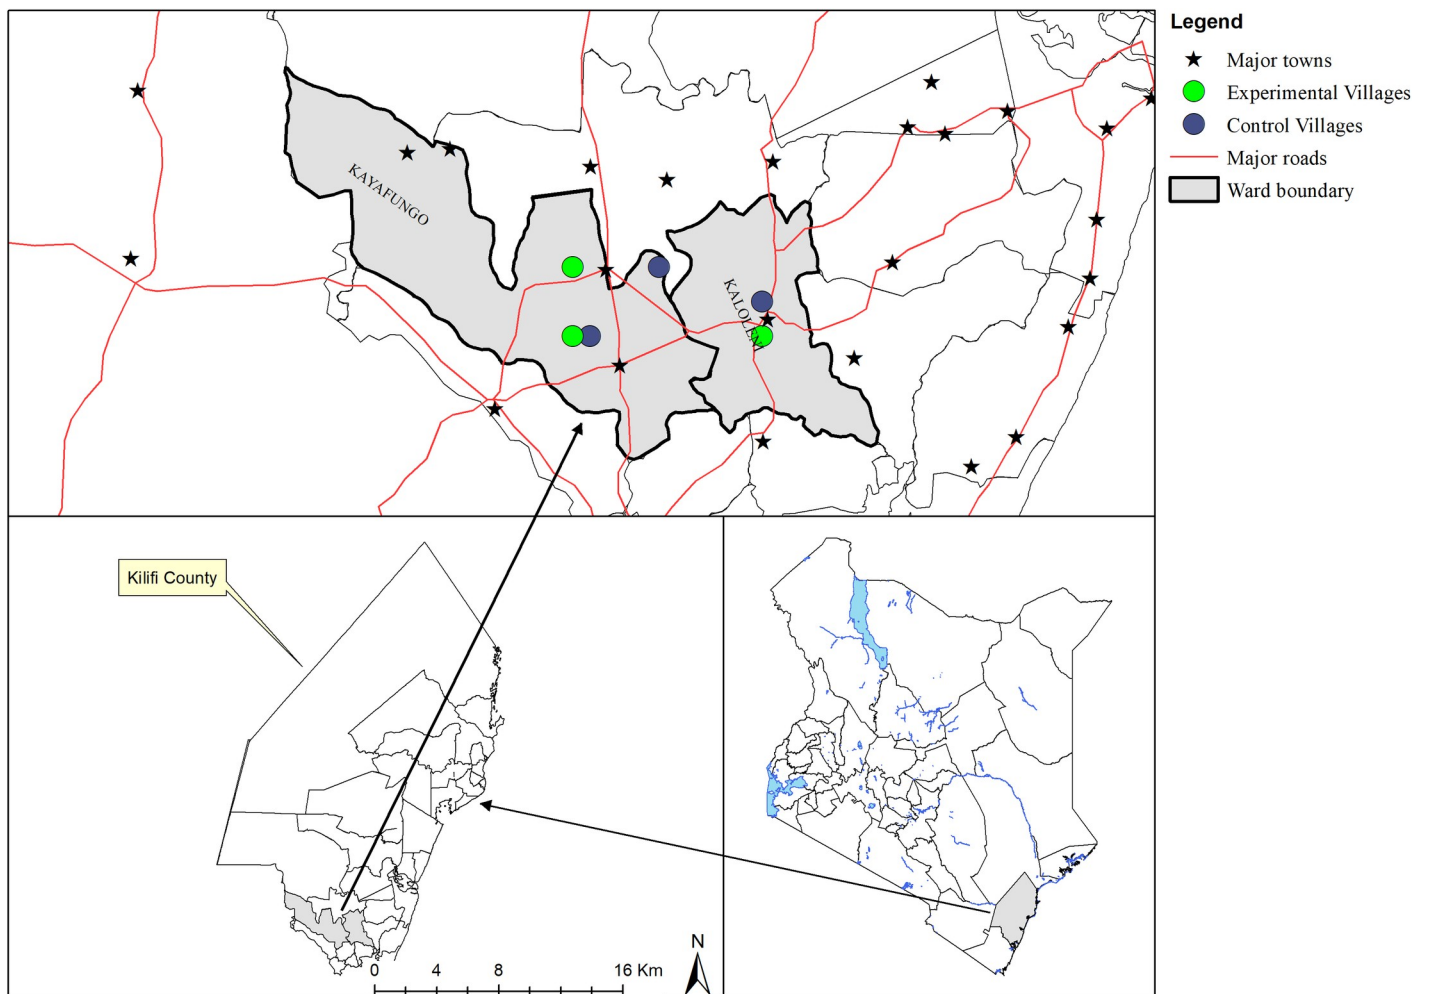 Legend
Major towns
Experimental Villages
Control Villages
Major roads
Ward boundary
KAYAFUNGO
KALOLENI
Kilifi County
N
0 4 8 16 Km